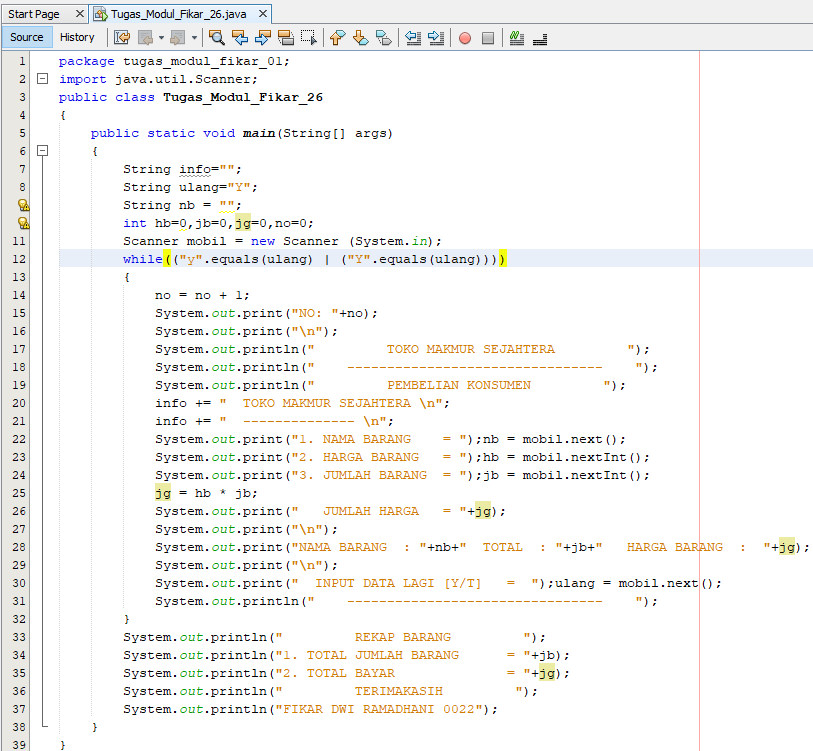 Start Page Tugas_Modul_Fikar_26.java
Source History
1 package tugas_modul_fikar_01;
2 import java.util.Scanner;
3 public class Tugas_Modul_Fikar_26
4 {
5     public static void main(String[] args)
6     {
7         String info="";
8         String ulang="Y";
        String nb = "";
        int hb=0,jb=0,jg=0,no=0;
11         Scanner mobil = new Scanner (System.in);
12         while(("y".equals(ulang) | ("Y".equals(ulang))))
13         {
14             no = no + 1;
15             System.out.print("NO: "+no);
16             System.out.print("\n");
17             System.out.println("         TOKO MAKMUR SEJAHTERA         ");
18             System.out.println("    --------------------------------    ");
19             System.out.println("         PEMBELIAN KONSUMEN         ");
20             info += "  TOKO MAKMUR SEJAHTERA \n";
21             info += "  -------------- \n";
22             System.out.print("1. NAMA BARANG    = ");nb = mobil.next();
23             System.out.print("2. HARGA BARANG   = ");hb = mobil.nextInt();
24             System.out.print("3. JUMLAH BARANG  = ");jb = mobil.nextInt();
25             jg = hb * jb;
26             System.out.print("   JUMLAH HARGA   = "+jg);
27             System.out.print("\n");
28             System.out.print("NAMA BARANG  : "+nb+"  TOTAL  : "+jb+"   HARGA BARANG  :  "+jg);
29             System.out.print("\n");
30             System.out.print("  INPUT DATA LAGI [Y/T]   =  ");ulang = mobil.next();
31             System.out.println("    --------------------------------    ");
32         }
33         System.out.println("         REKAP BARANG         ");
34         System.out.println("1. TOTAL JUMLAH BARANG      = "+jb);
35         System.out.println("2. TOTAL BAYAR              = "+jg);
36         System.out.println("         TERIMAKASIH         ");
37         System.out.println("FIKAR DWI RAMADHANI 0022");
38     }
39 }